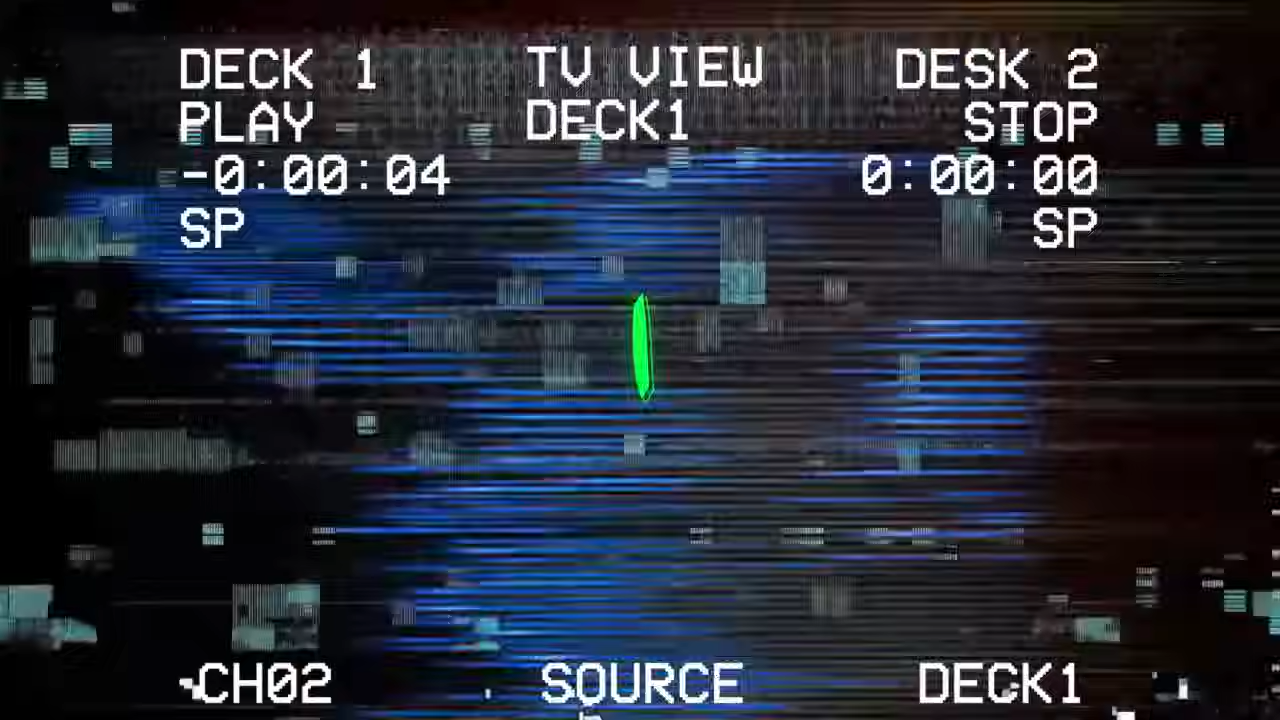 DECK 1
PLAY
-0:00:04
SP
TV VIEW
DECK1
DESK 2
STOP
0:00:00
SP
CH02
SOURCE
DECK1